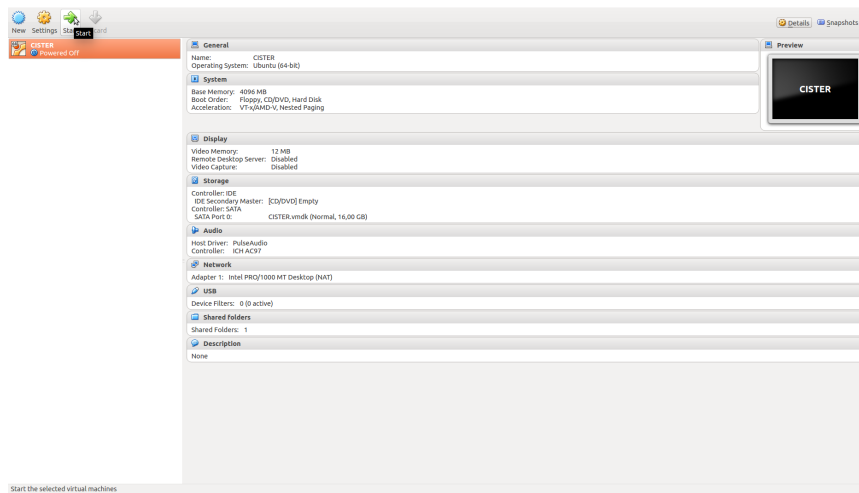 New Settings Sta ard
Start
Details Snapshots
CISTER
Powered Off
General
Name: CISTER
Operating System: Ubuntu (64-bit)
System
Base Memory: 4096 MB
Boot Order: Floppy, CD/DVD, Hard Disk
Acceleration: VT-x/AMD-V, Nested Paging
Preview
CISTER
Display
Video Memory: 12 MB
Remote Desktop Server: Disabled
Video Capture: Disabled
Storage
Controller: IDE
IDE Secondary Master: [CD/DVD] Empty
Controller: SATA
SATA Port 0: CISTER.vmdk (Normal, 16,00 GB)
Audio
Host Driver: PulseAudio
Controller: ICH AC97
Network
Adapter 1: Intel PRO/1000 MT Desktop (NAT)
USB
Device Filters: 0 (0 active)
Shared folders
Shared Folders: 1
Description
None
Start the selected virtual machines